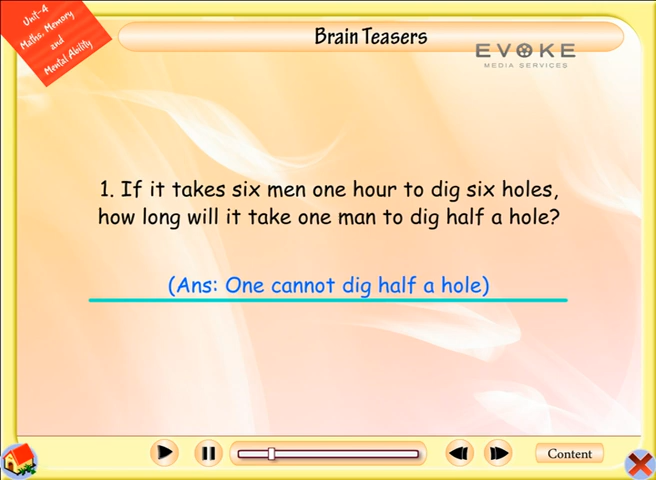 Unit-4
Maths, Memory
and
Mental Ability
Brain Teasers
EVOKE
MEDIA SERVICES
1. If it takes six men one hour to dig six holes,
how long will it take one man to dig half a hole?
(Ans: One cannot dig half a hole)
Content